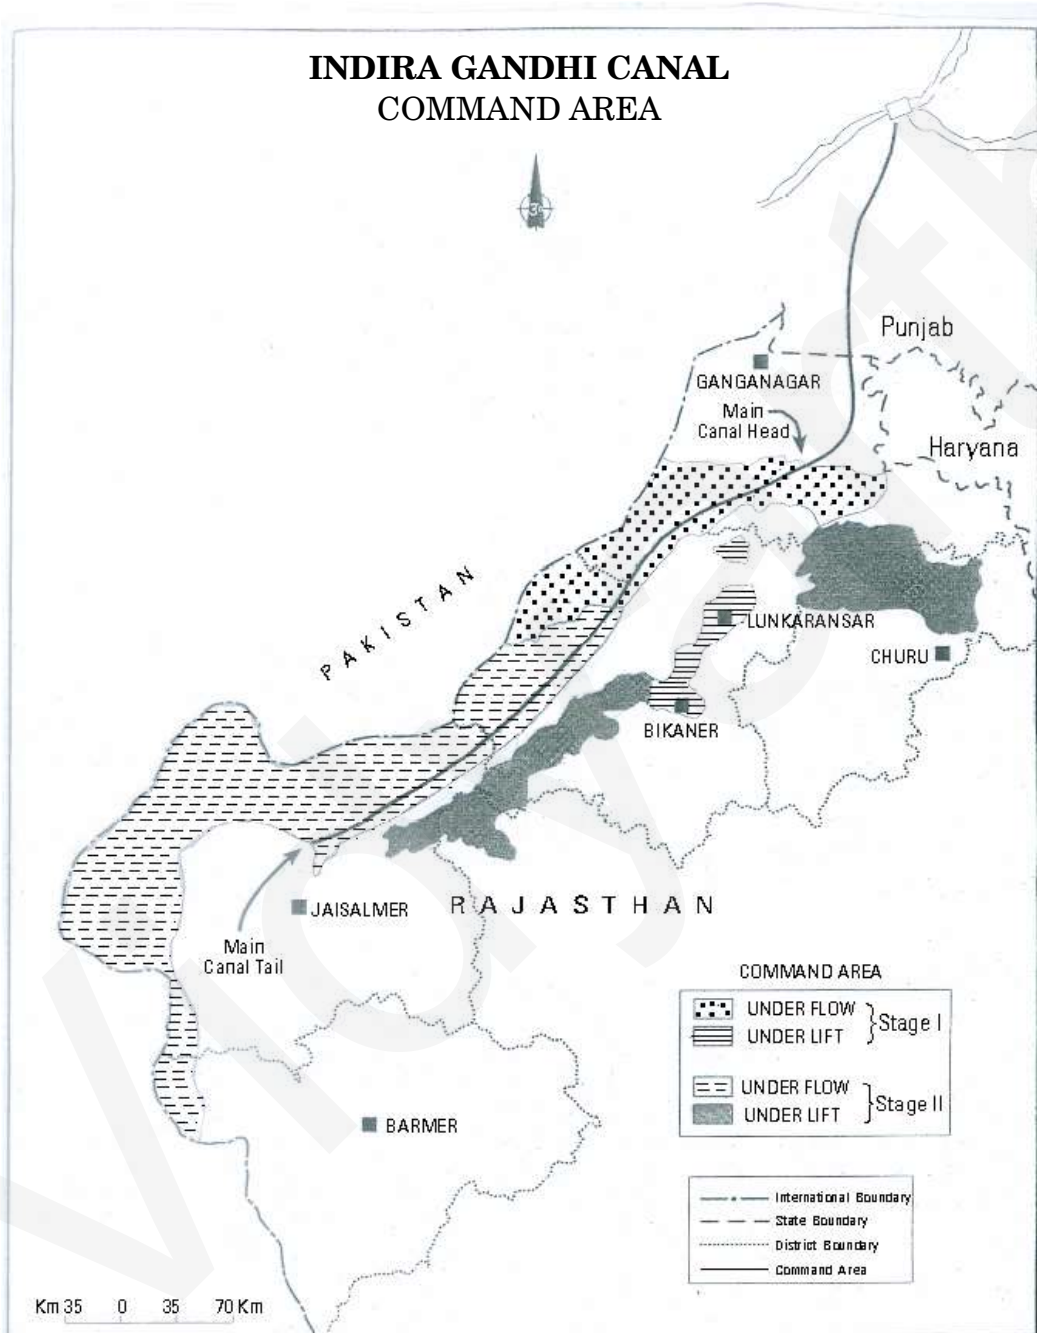 INDIRA GANDHI CANAL
COMMAND AREA
Punjab
GANGANAGAR
Main
Canal Head
Haryana
PAKISTAN
LUNKARANSAR
CHURU
BIKANER
JAISALMER
RAJASTHAN
Main
Canal Tail
COMMAND AREA
UNDER FLOW
Stage I
UNDER LIFT
UNDER FLOW
Stage II
UNDER LIFT
BARMER
International Boundary
State Boundary
District Boundary
Command Area
Km 35 0 35 70 Km